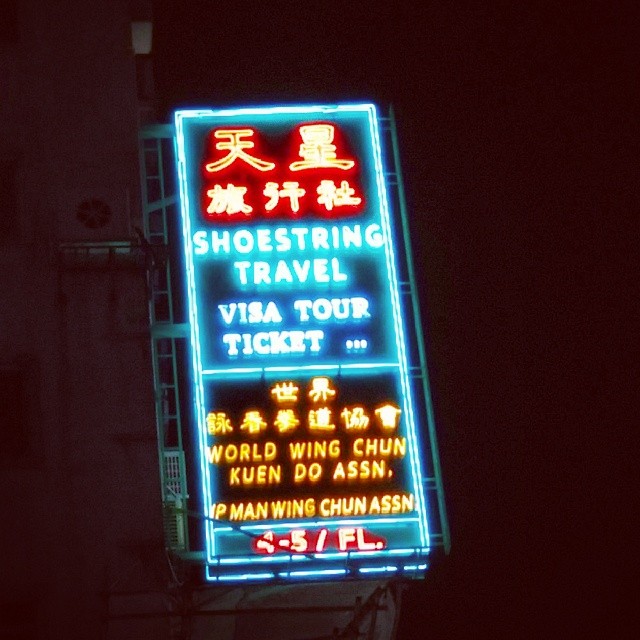 天星
旅行社
SHOESTRING
TRAVEL
VISA TOUR
TICKET ...
世界
詠春拳道協會
WORLD WING CHUN
KUEN DO ASSN.
IP MAN WING CHUN ASSN.
4-5/FL.